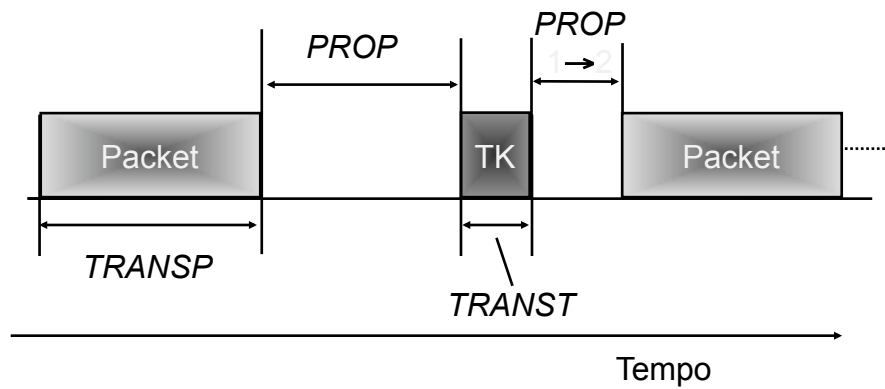 PROP
PROP
1→2
Packet
TK
Packet
TRANSP
TRANST
Tempo